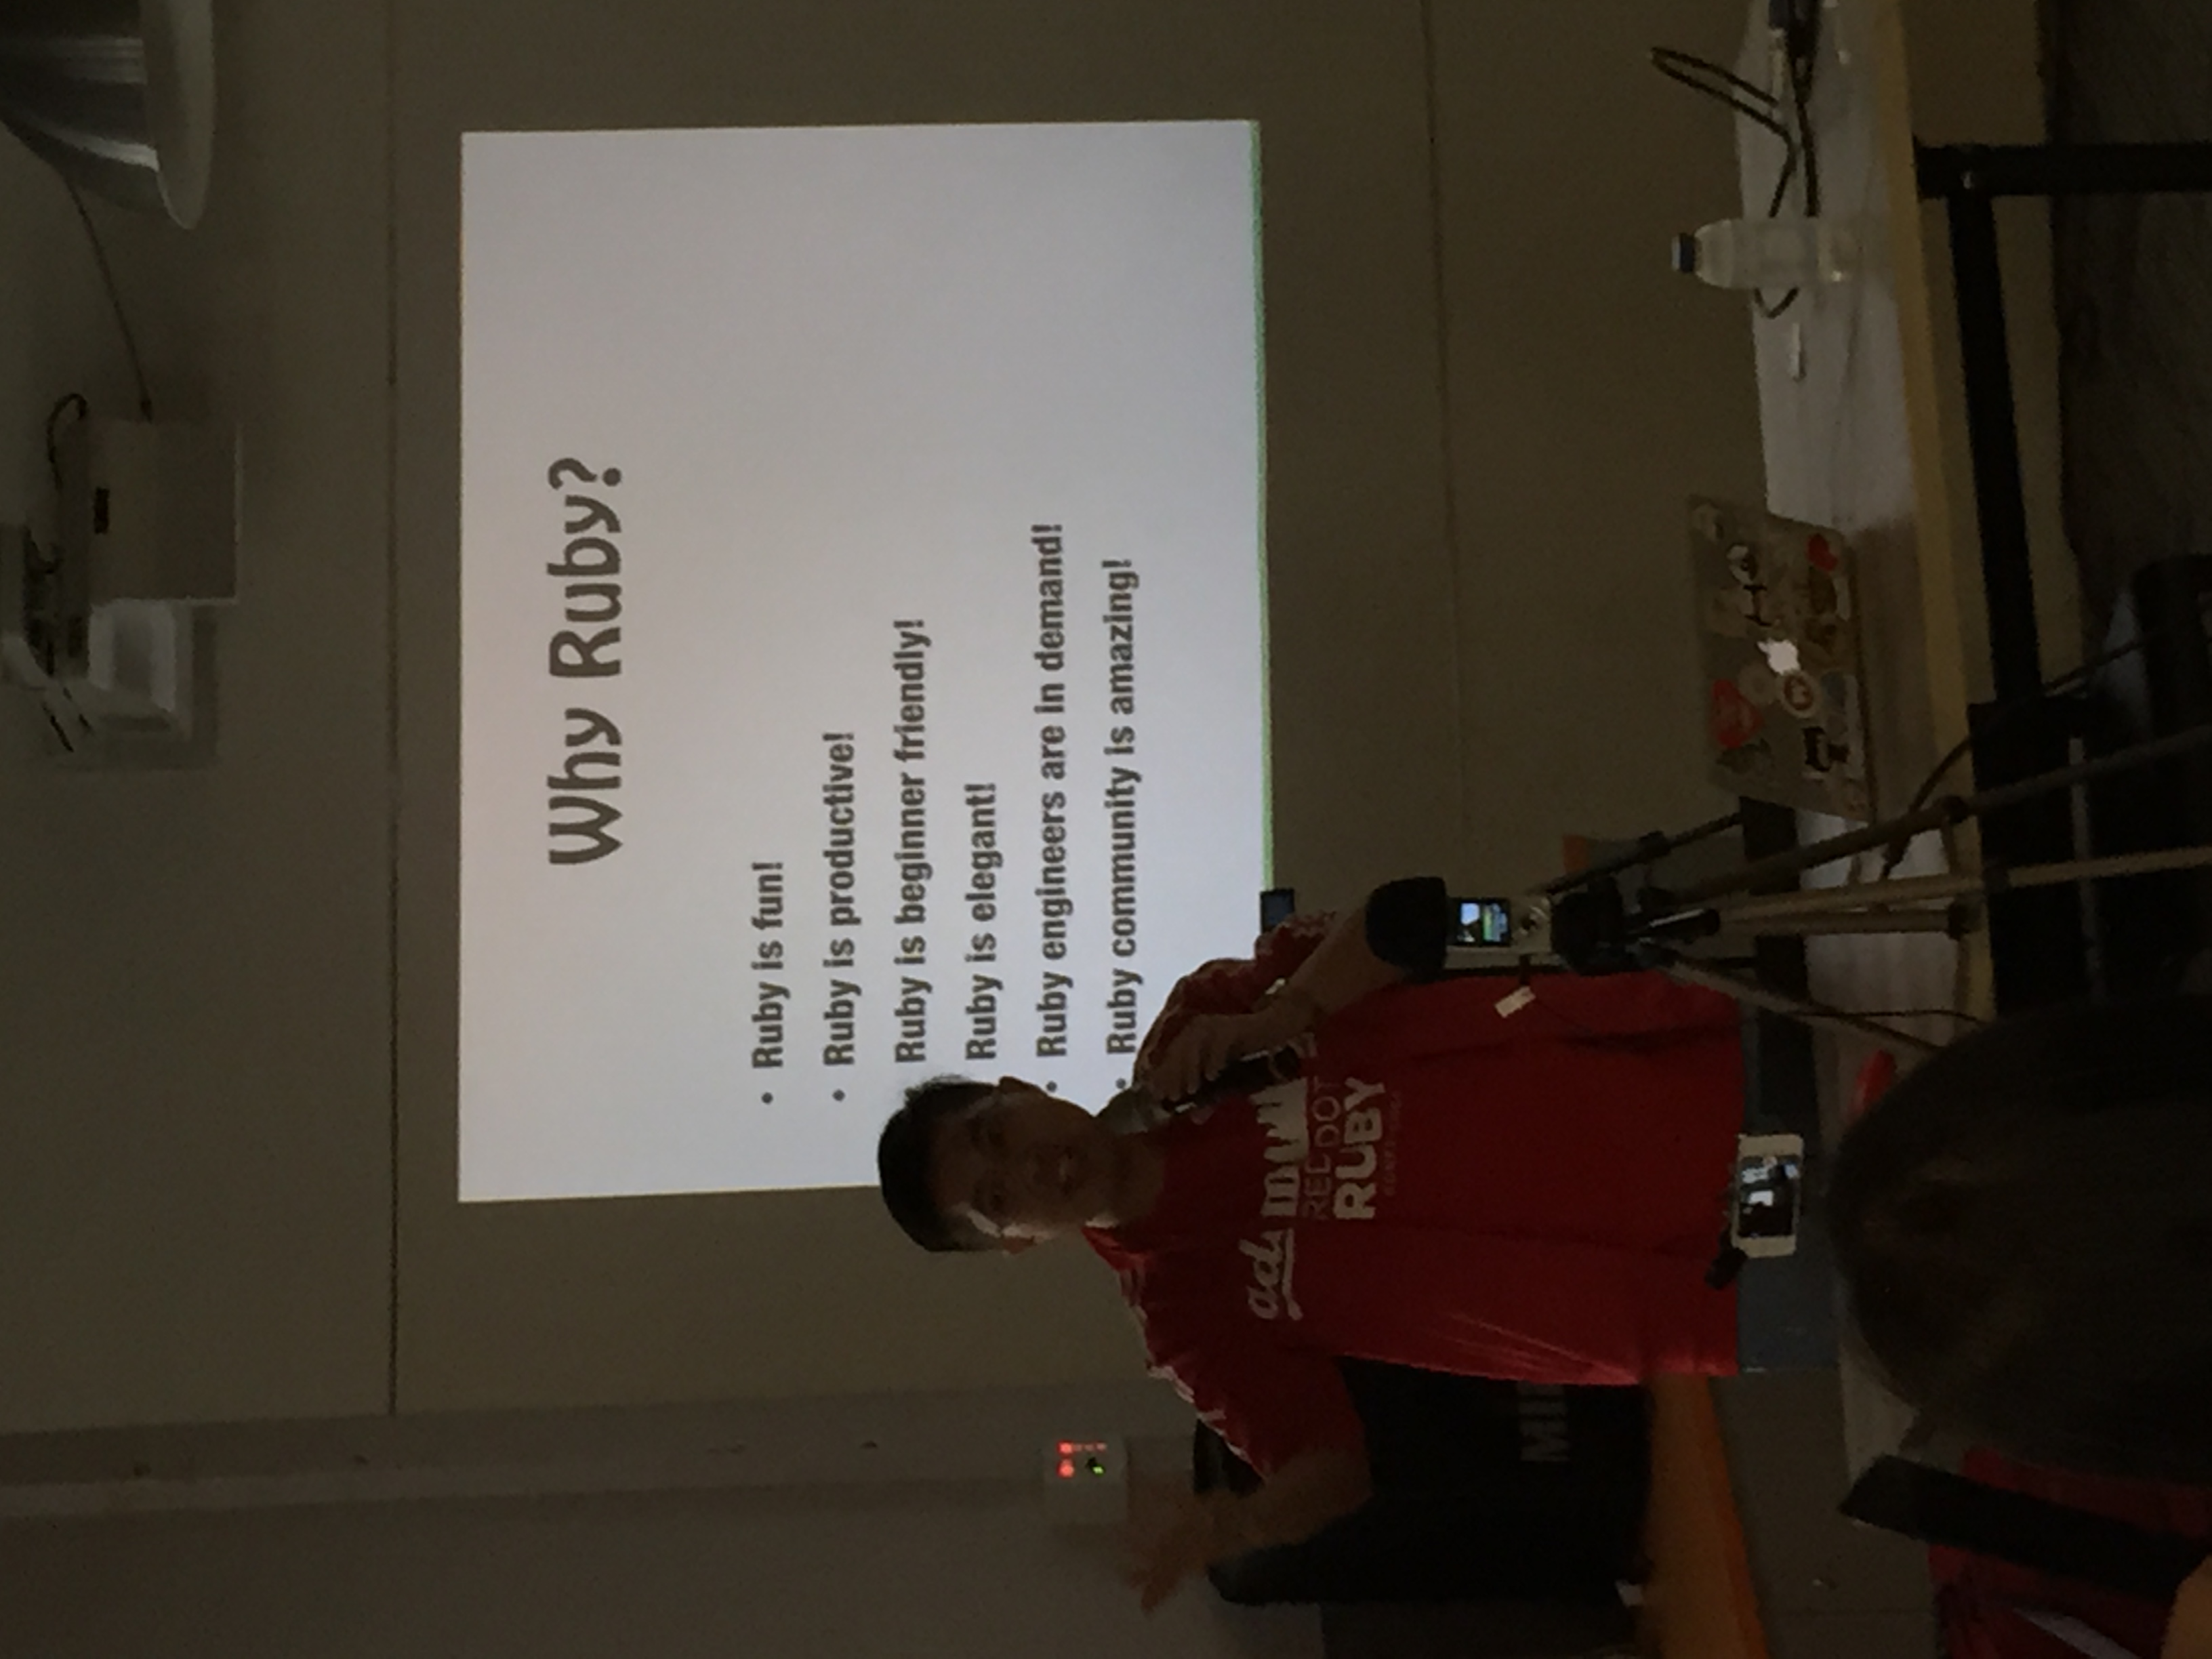 Why Ruby?
• Ruby is fun!
• Ruby is productive!
Ruby is beginner friendly!
Ruby is elegant!
• Ruby engineers are in demand!
• Ruby community is amazing!
RED DOT
RUBY